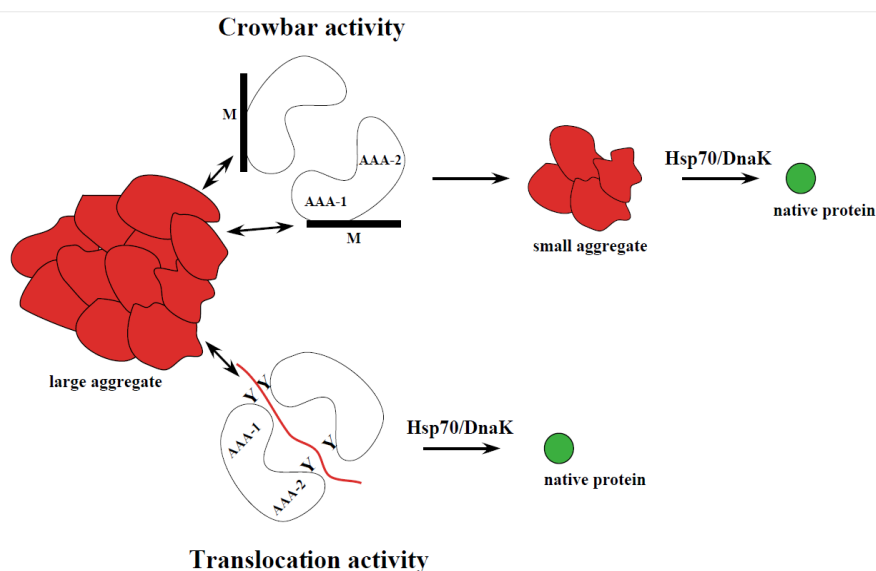 Crowbar activity
M
AAA-2
AAA-1
M
Hsp70/DnaK
native protein
small aggregate
large aggregate
Y
Y
AAA-1
Y
Y
AAA-2
Hsp70/DnaK
native protein
Translocation activity